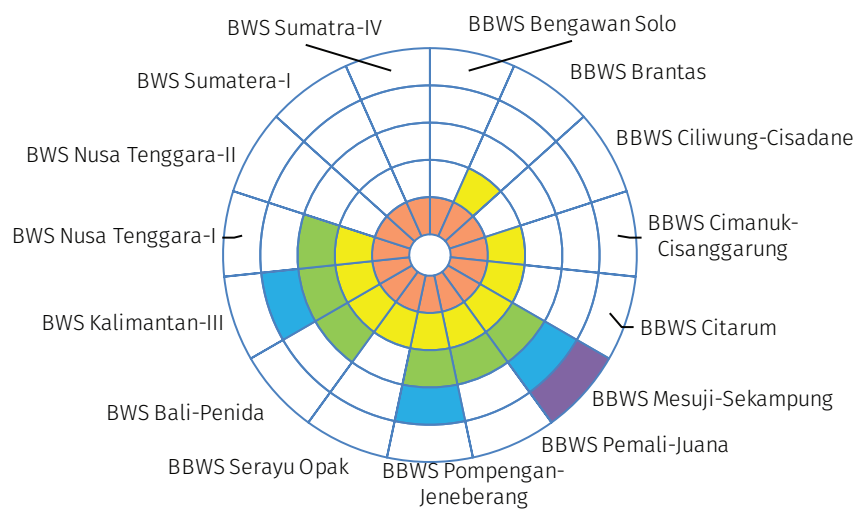 BWS Sumatra-IV
BBWS Bengawan Solo
BWS Sumatera-I
BBWS Brantas
BWS Nusa Tenggara-II
BBWS Ciliwung-Cisadane
BWS Nusa Tenggara-I
BBWS Cimanuk-
Cisanggarung
BWS Kalimantan-III
BBWS Citarum
BWS Bali-Penida
BBWS Mesuji-Sekampung
BBWS Serayu Opak
BBWS Pemali-Juana
BBWS Pompengan-
Jeneberang